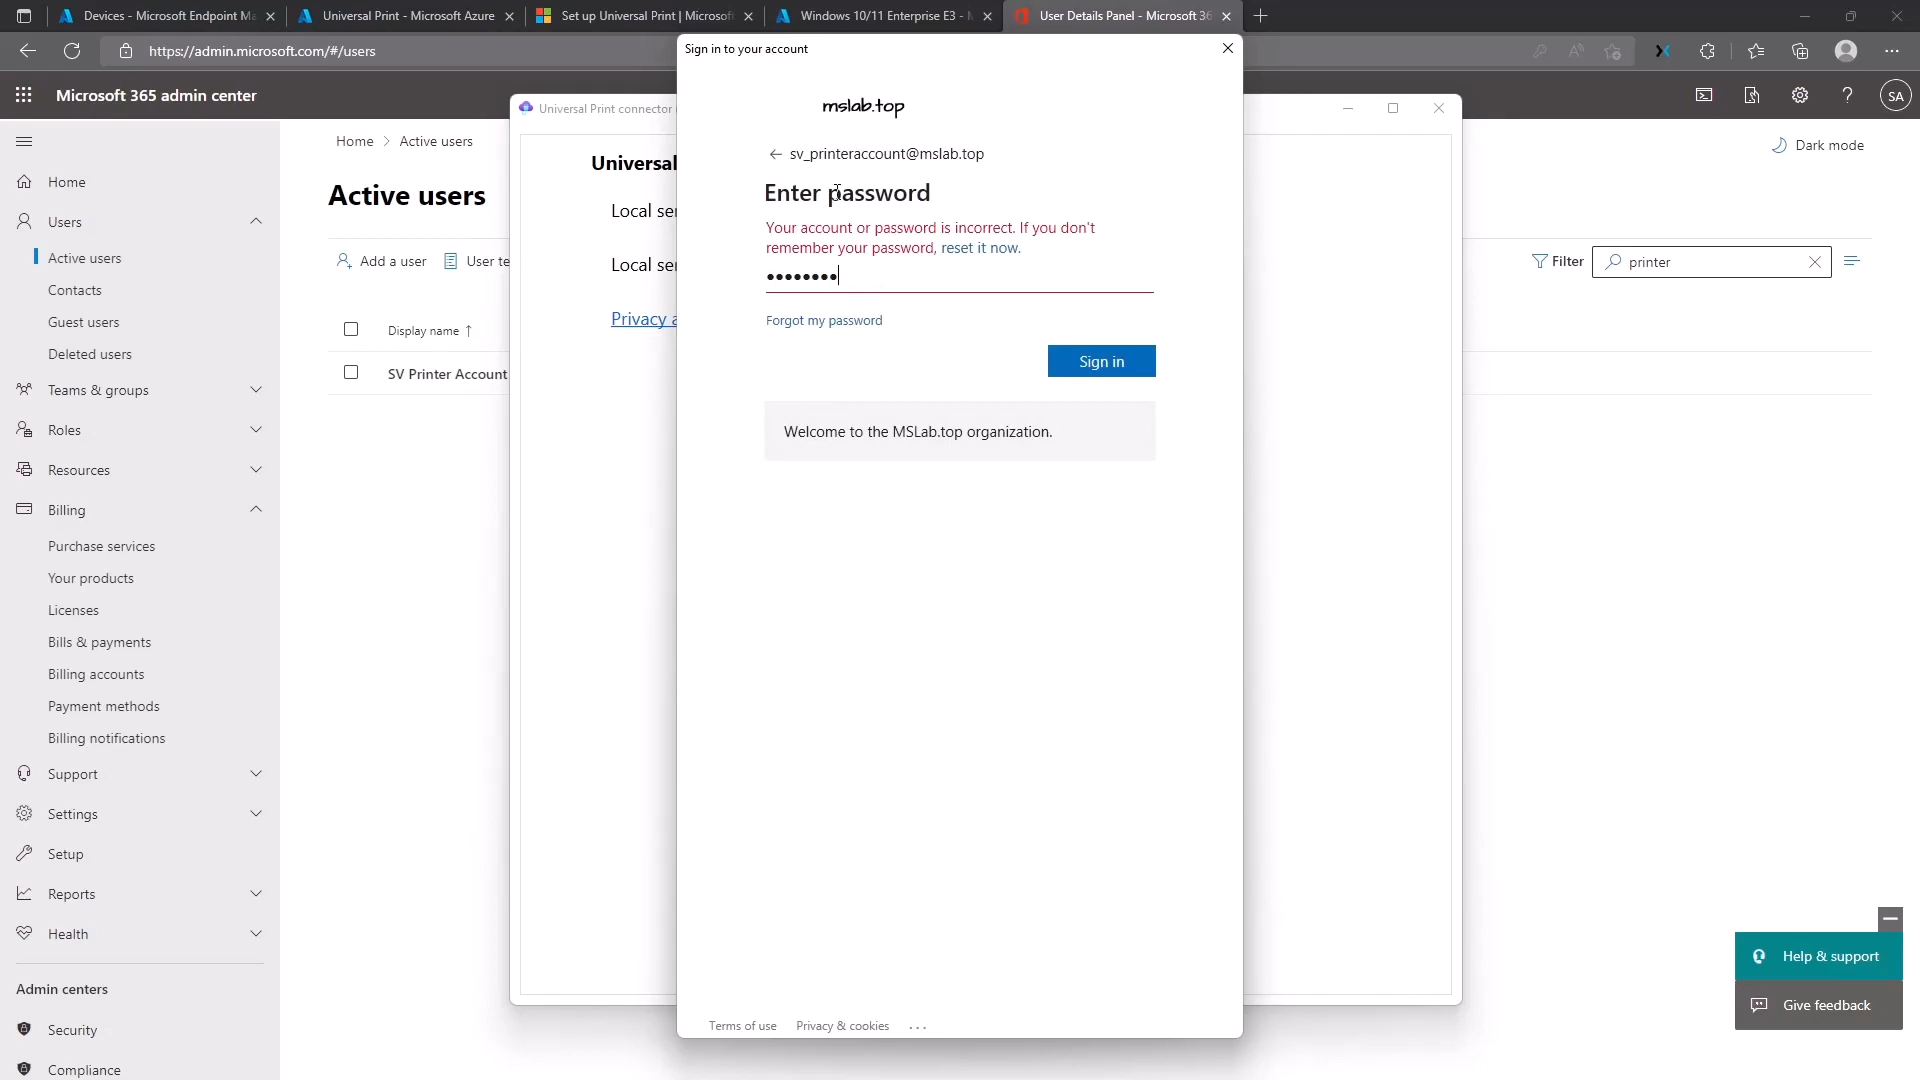 Devices - Microsoft Endpoint Ma
Universal Print - Microsoft Azure
Set up Universal Print | Microsoft
Windows 10/11 Enterprise E3 -
User Details Panel - Microsoft 36
https://admin.microsoft.com/#/users
Sign in to your account
Microsoft 365 admin center
SA
Universal Print connector
mslab.top
Home > Active users
Dark mode
sv_printeraccount@mslab.top
Home
Active users
Universal
Enter password
Users
Local ser
Your account or password is incorrect. If you don't
remember your password, reset it now.
Active users
Add a user
User te
Local ser
Filter
printer
••••••••
Contacts
Guest users
Privacy a
Forgot my password
Display name ↑
Deleted users
Sign in
SV Printer Account
Teams & groups
Roles
Welcome to the MSLab.top organization.
Resources
Billing
Purchase services
Your products
Licenses
Bills & payments
Billing accounts
Payment methods
Billing notifications
Support
Settings
Setup
Reports
Health
Help & support
Admin centers
Give feedback
Security
Terms of use
Privacy & cookies
...
Compliance